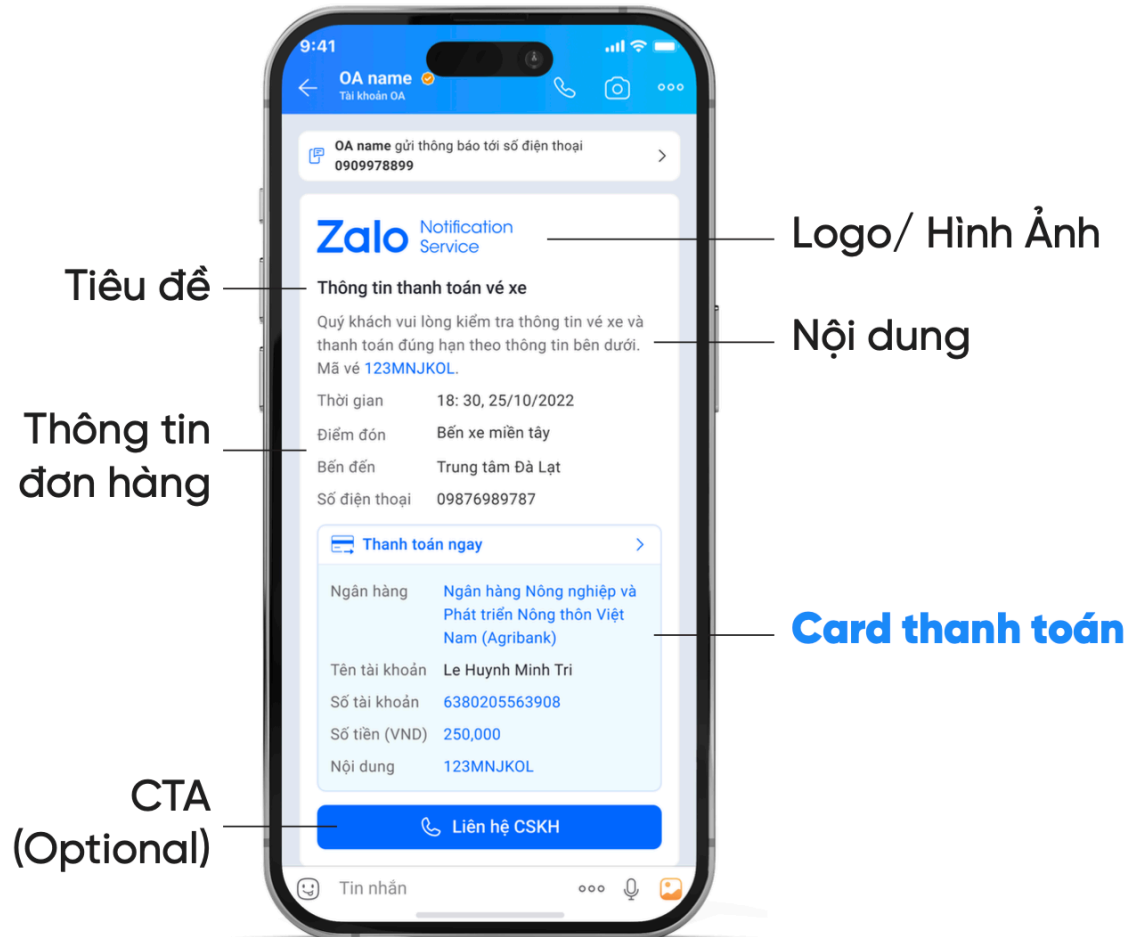 9:41
OA name
Tài khoản OA
OA name gửi thông báo tới số điện thoại
0909978899
Zalo Notification
Service
Logo/ Hình Ảnh
Tiêu đề
Thông tin thanh toán vé xe
Quý khách vui lòng kiểm tra thông tin vé xe và
thanh toán đúng hạn theo thông tin bên dưới.
Mã vé 123MNJKOL.
Nội dung
Thông tin
đơn hàng
Thời gian 18: 30, 25/10/2022
Điểm đón Bến xe miền tây
Bến đến Trung tâm Đà Lạt
Số điện thoại 09876989787
Thanh toán ngay
Ngân hàng Ngân hàng Nông nghiệp và
Phát triển Nông thôn Việt
Nam (Agribank)
Card thanh toán
Tên tài khoản Le Huynh Minh Tri
Số tài khoản 6380205563908
Số tiền (VND) 250,000
Nội dung 123MNJKOL
CTA
(Optional)
Liên hệ CSKH
Tin nhắn